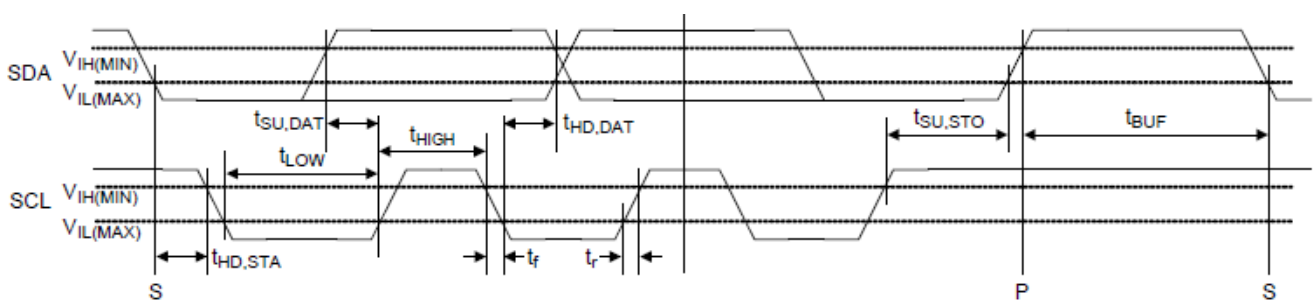 SDA
VIH(MIN)
VIL(MAX)
tSU,DAT
tHD,DAT
tSU,STO
tBUF
tHIGH
tLOW
SCL
VIH(MIN)
VIL(MAX)
tHD,STA
tf
tr
S
P
S